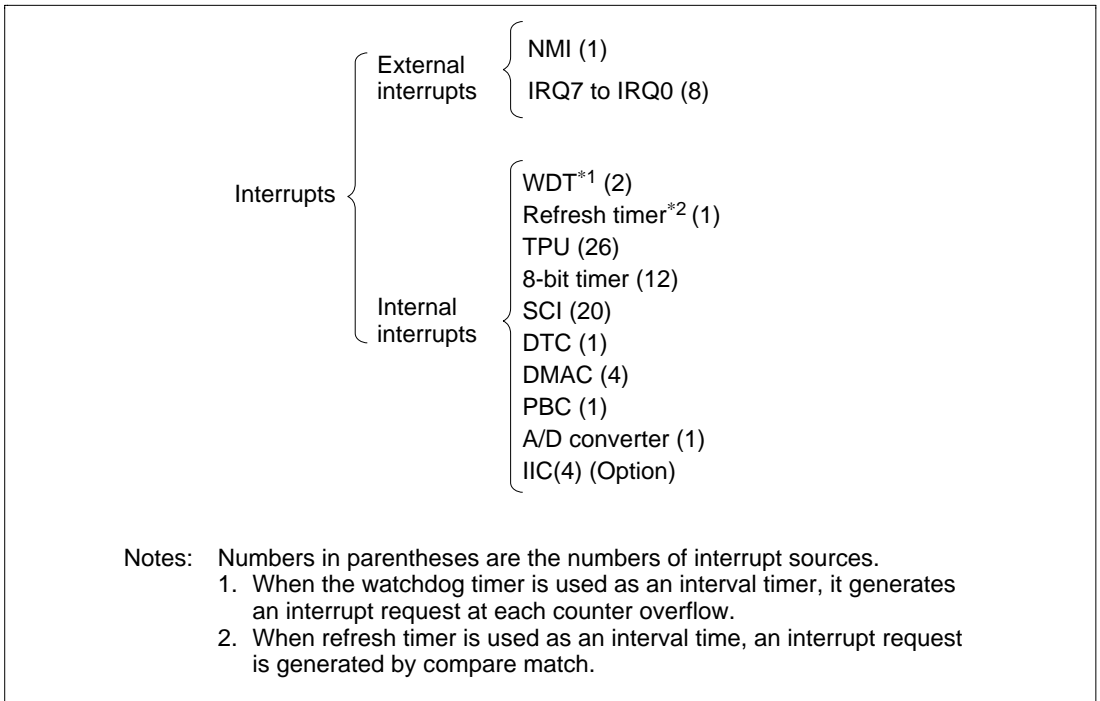 External
interrupts
NMI (1)
IRQ7 to IRQ0 (8)
Interrupts
Internal
interrupts
WDT*1 (2)
Refresh timer*2 (1)
TPU (26)
8-bit timer (12)
SCI (20)
DTC (1)
DMAC (4)
PBC (1)
A/D converter (1)
IIC(4) (Option)
Notes: Numbers in parentheses are the numbers of interrupt sources.
1. When the watchdog timer is used as an interval timer, it generates
an interrupt request at each counter overflow.
2. When refresh timer is used as an interval time, an interrupt request
is generated by compare match.